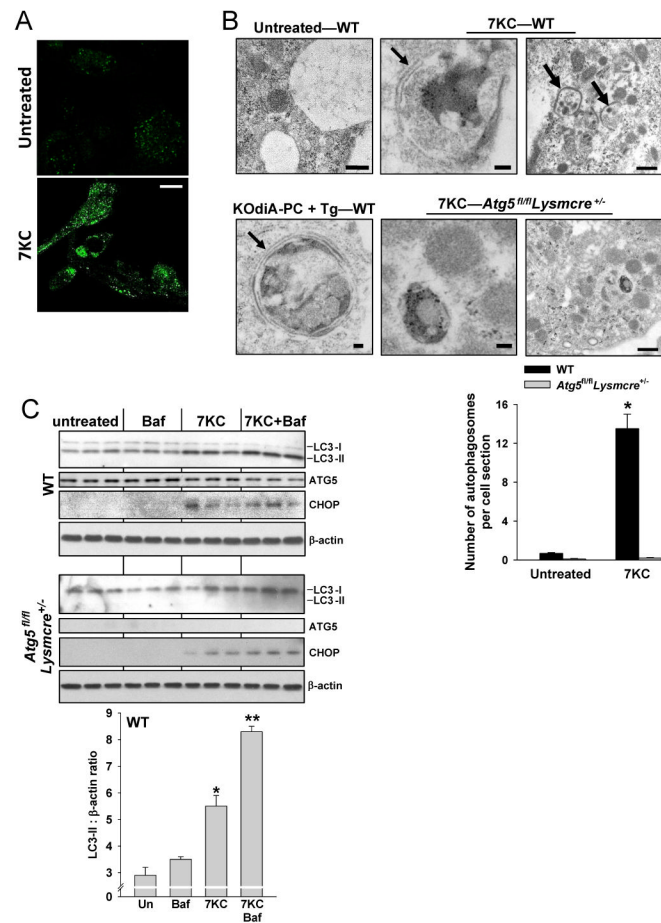 A
Untreated
7KC
B
Untreated—WT
7KC—WT
KOdiA-PC + Tg—WT
7KC—Atg5fl/flLysmcre+/-
WT
Atg5fl/flLysmcre+/-
Number of autophagosomes
per cell section
16
12
8
4
0
*
Untreated
7KC
C
untreated Baf 7KC 7KC+Baf
WT
LC3-I
LC3-II
ATG5
CHOP
β-actin
Atg5 fl/fl
Lysmcre+/-
LC3-I
LC3-II
ATG5
CHOP
β-actin
WT
LC3-II : β-actin ratio
9
8
7
6
5
4
3
0
*
**
Un Baf 7KC 7KC
Baf